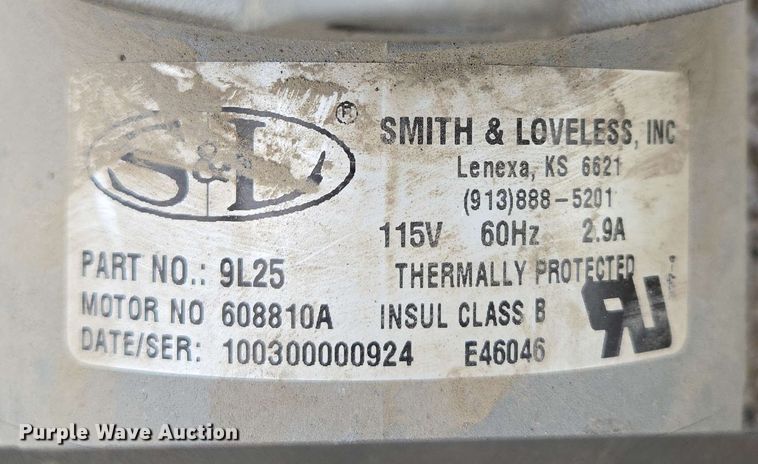 S&L ®
SMITH & LOVELESS, INC
Lenexa, KS 6621
(913)888-5201
115V 60Hz 2.9A
PART NO.: 9L25 THERMALLY PROTECTED
MOTOR NO 608810A INSUL CLASS B
DATE/SER: 100300000924 E46046
RU
Purple Wave Auction